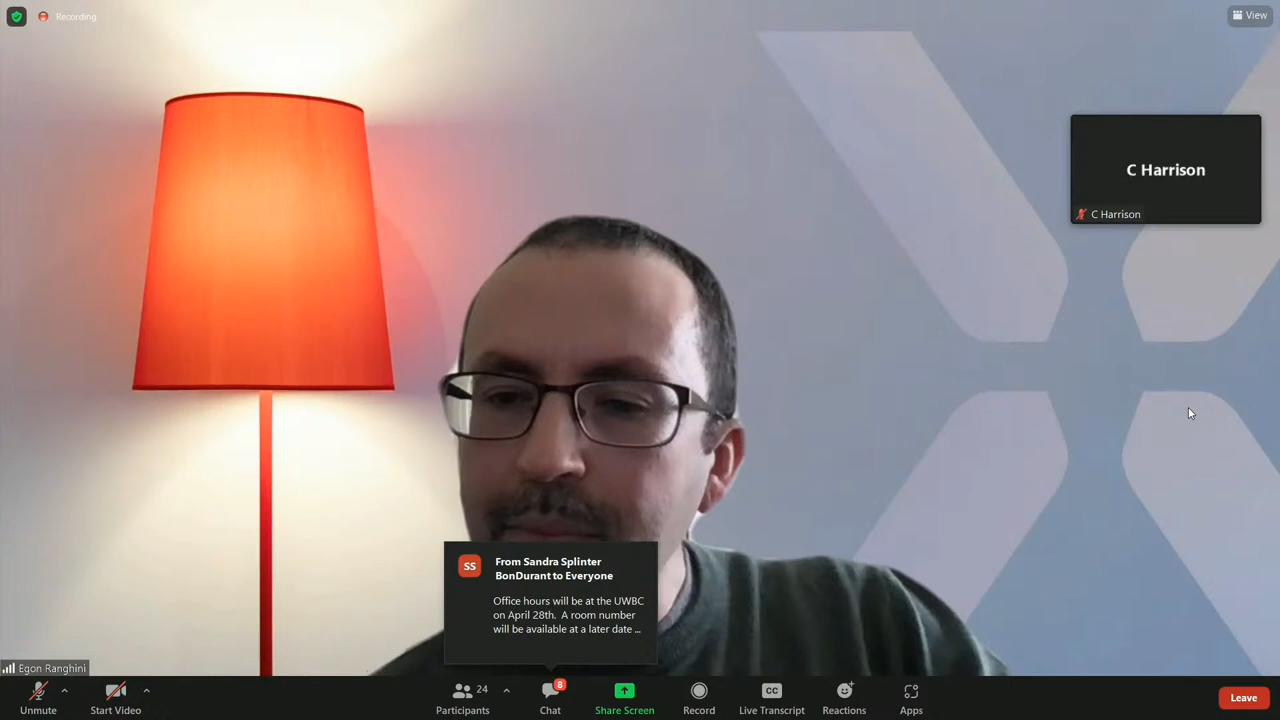 Recording
View
C Harrison
C Harrison
SS
From Sandra Splinter
BonDurant to Everyone
Office hours will be at the UWBC
on April 28th. A room number
will be available at a later date ...
Egon Ranghini
Unmute
Start Video
24
Participants
8
Chat
Share Screen
Record
CC
Live Transcript
Reactions
Apps
Leave